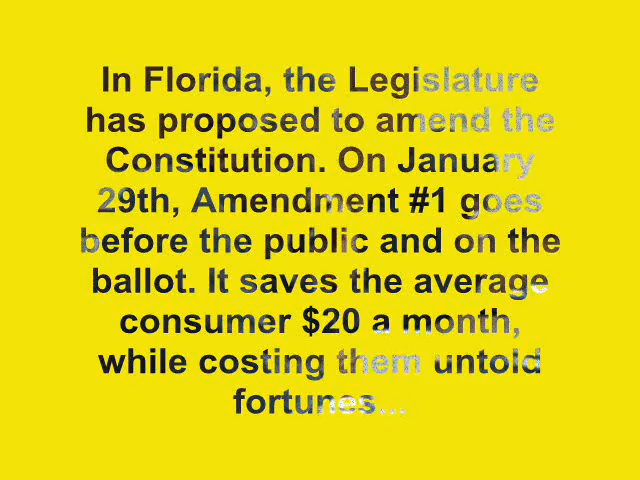 In Florida, the Legislature
has proposed to amend the
Constitution. On January
29th, Amendment #1 goes
before the public and on the
ballot. It saves the average
consumer $20 a month,
while costing them untold
fortunes...